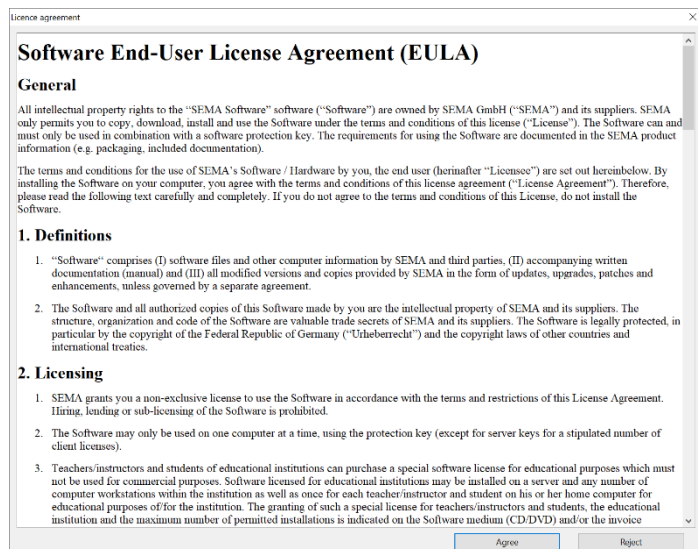 Licence agreement
Software End-User License Agreement (EULA)
General
All intellectual property rights to the “SEMA Software” software (“Software”) are owned by SEMA GmbH (“SEMA”) and its suppliers. SEMA
only permits you to copy, download, install and use the Software under the terms and conditions of this license (“License”). The Software can and
must only be used in combination with a software protection key. The requirements for using the Software are documented in the SEMA product
information (e.g. packaging, included documentation).
The terms and conditions for the use of SEMA’s Software / Hardware by you, the end user (herinafter “Licensee”) are set out hereinbelow. By
installing the Software on your computer, you agree with the terms and conditions of this license agreement (“License Agreement”). Therefore,
please read the following text carefully and completely. If you do not agree to the terms and conditions of this License, do not install the
Software.
1. Definitions
1. “Software“ comprises (I) software files and other computer information by SEMA and third parties, (II) accompanying written
documentation (manual) and (III) all modified versions and copies provided by SEMA in the form of updates, upgrades, patches and
enhancements, unless governed by a separate agreement.
2. The Software and all authorized copies of this Software made by you are the intellectual property of SEMA and its suppliers. The
structure, organization and code of the Software are valuable trade secrets of SEMA and its suppliers. The Software is legally protected, in
particular by the copyright of the Federal Republic of Germany (“Urheberrecht”) and the copyright laws of other countries and
international treaties.
2. Licensing
1. SEMA grants you a non-exclusive license to use the Software in accordance with the terms and restrictions of this License Agreement.
Hiring, lending or sub-licensing of the Software is prohibited.
2. The Software may only be used on one computer at a time, using the protection key (except for server keys for a stipulated number of
client licenses).
3. Teachers/instructors and students of educational institutions can purchase a special software license for educational purposes which must
not be used for commercial purposes. Software licensed for educational institutions may be installed on a server and any number of
computer workstations within the institution as well as once for each teacher/instructor and student on his or her home computer for
educational purposes of/for the institution. The granting of such a special license for teachers/instructors and students, the educational
institution and the maximum number of permitted installations is indicated on the Software medium (CD/DVD) and/or the invoice
Agree
Reject